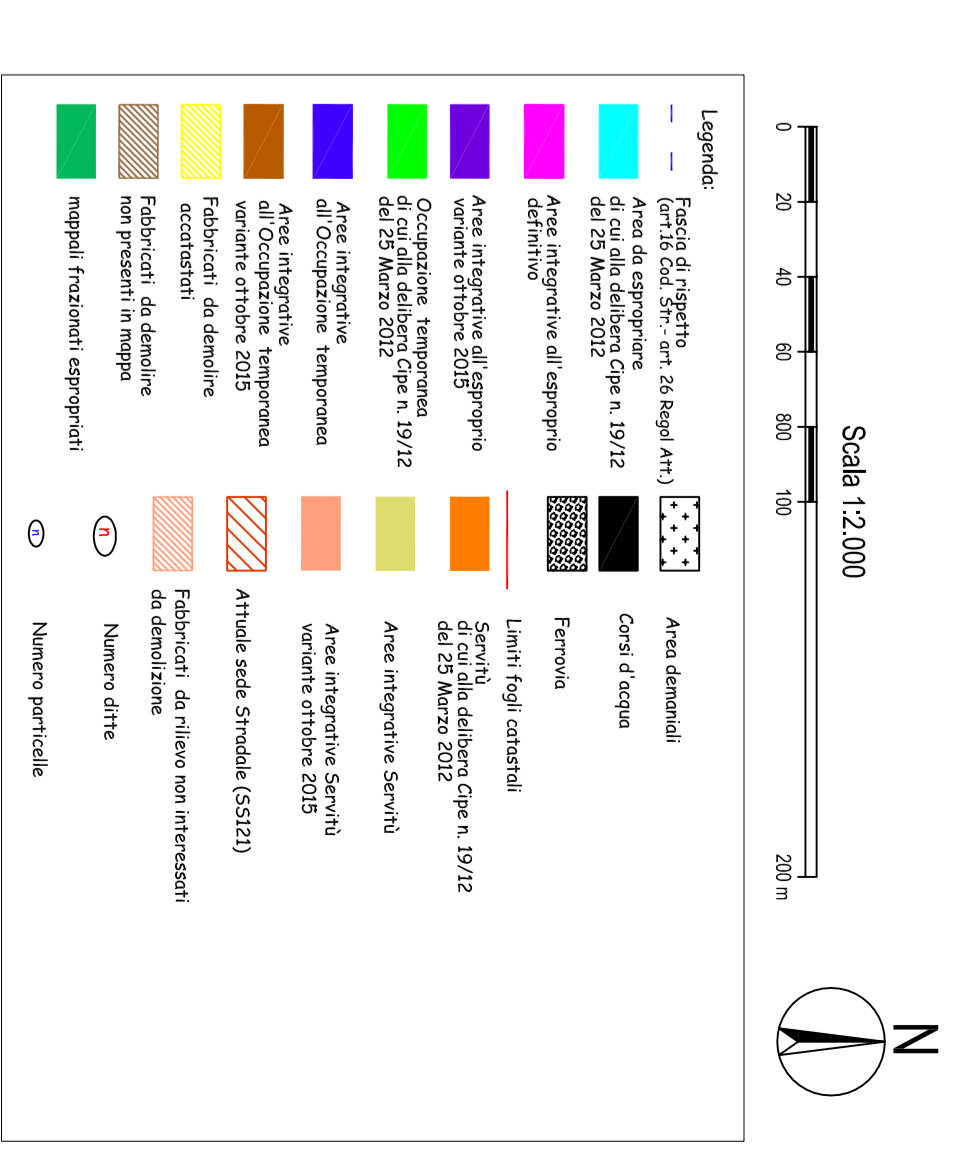 Scala 1:2.000
0
20
40
60
800
100
200 m
N
Legenda:
Fascia di rispetto
(art.16 Cod. Str.- art. 26 Regol Att.)
Area da espropriare
di cui alla delibera Cipe n. 19/12
del 25 Marzo 2012
Aree integrative all'esproprio
definitivo
Aree integrative all'esproprio
variante ottobre 2015
Occupazione temporanea
di cui alla delibera Cipe n. 19/12
del 25 Marzo 2012
Aree integrative
all'Occupazione temporanea
Aree integrative
all'Occupazione temporanea
variante ottobre 2015
Fabbricati da demolire
accatastati
Fabbricati da demolire
non presenti in mappa
mappali frazionati espropriati
Area demaniali
Corsi d'acqua
Ferrovia
Limiti fogli catastali
Servitù
di cui alla delibera Cipe n. 19/12
del 25 Marzo 2012
Aree integrative Servitù
Aree integrative Servitù
variante ottobre 2015
Attuale sede Stradale (SS121)
Fabbricati da rilievo non interessati
da demolizione
n
Numero ditte
n
Numero particelle